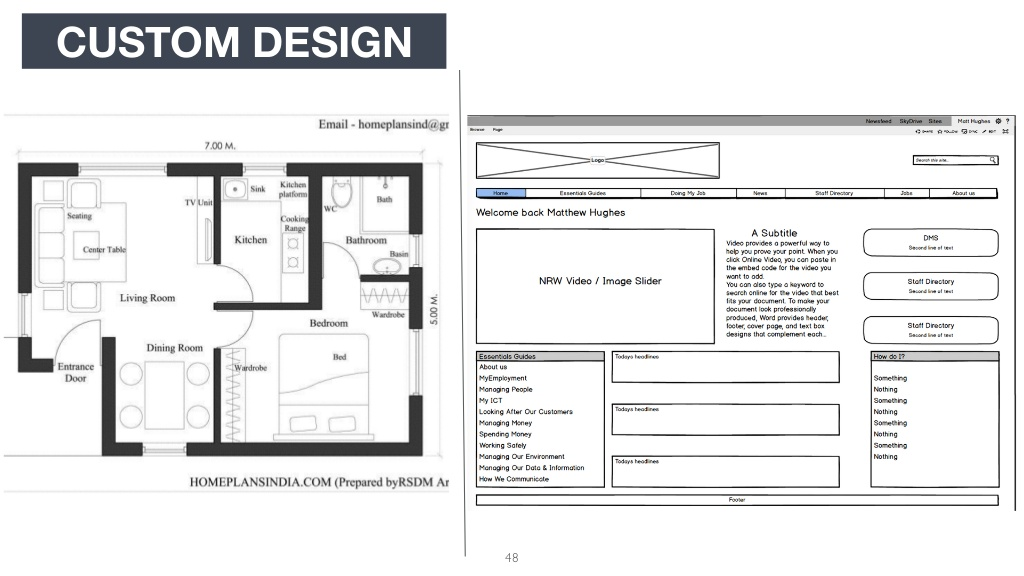 CUSTOM DESIGN
Email - homeplansind@gr
7.00 M.
Seating
Center Table
TV Unit
Sink
Kitchen
platform
Cooking
Range
Kitchen
WC
Bath
Bathroom
Basin
Living Room
Wardrobe
5.00 M.
Bedroom
Dining Room
Bed
Wardrobe
Entrance
Door
HOMEPLANSINDIA.COM (Prepared byRSDM Ar
Newsfeed SkyDrive Sites Matt Hughes ?
Browse Page
SHARE FOLLOW SYNC EDIT
Logo
Search this site...
Home Essential Guides Doing My Job News Staff Directory Jobs About us
Welcome back Matthew Hughes
NRW Video / Image Slider
A Subtitle
Video provides a powerful way to
help you prove your point. When you
click Online Video, you can paste in
the embed code for the video you
want to add.
You can also type a keyword to
search online for the video that best
fits your document. To make your
document look professionally
produced, Word provides header,
footer, cover page, and text box
designs that complement each...
DMS
Second line of text
Staff Directory
Second line of text
Staff Directory
Second line of text
Essentials Guides
About us
MyEmployment
Managing People
My ICT
Looking After Our Customers
Managing Money
Spending Money
Working Safely
Managing Our Environment
Managing Our Data & Information
How We Communicate
Todays headlines
Todays headlines
Todays headlines
How do I?
Something
Nothing
Something
Nothing
Something
Nothing
Something
Nothing
Footer
48